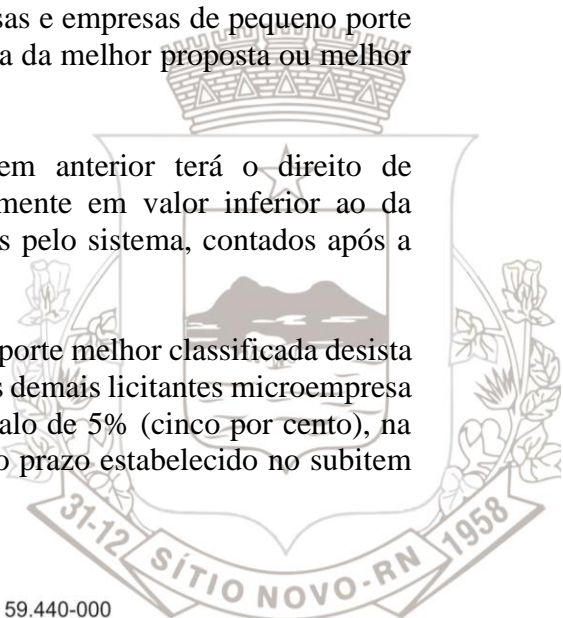 sas e empresas de pequeno porte
a da melhor proposta ou melhor
em anterior terá o direito de
mente em valor inferior ao da
s pelo sistema, contados após a
porte melhor classificada desista
s demais licitantes microempresa
alo de 5% (cinco por cento), na
o prazo estabelecido no subitem
31-12 SÍTIO NOVO-RN 1958
59.440-000